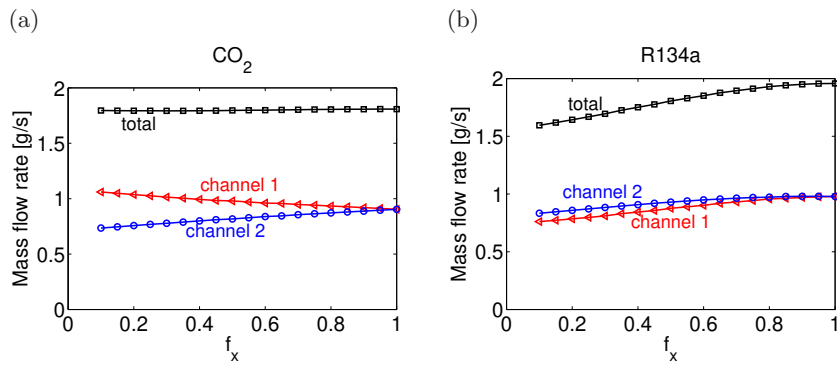 (a)
CO2
Mass flow rate [g/s]
2
1.5
1
0.5
0
total
channel 1
channel 2
0 0.2 0.4 0.6 0.8 1
f_x
(b)
R134a
Mass flow rate [g/s]
2
1.5
1
0.5
0
total
channel 2
channel 1
0 0.2 0.4 0.6 0.8 1
f_x